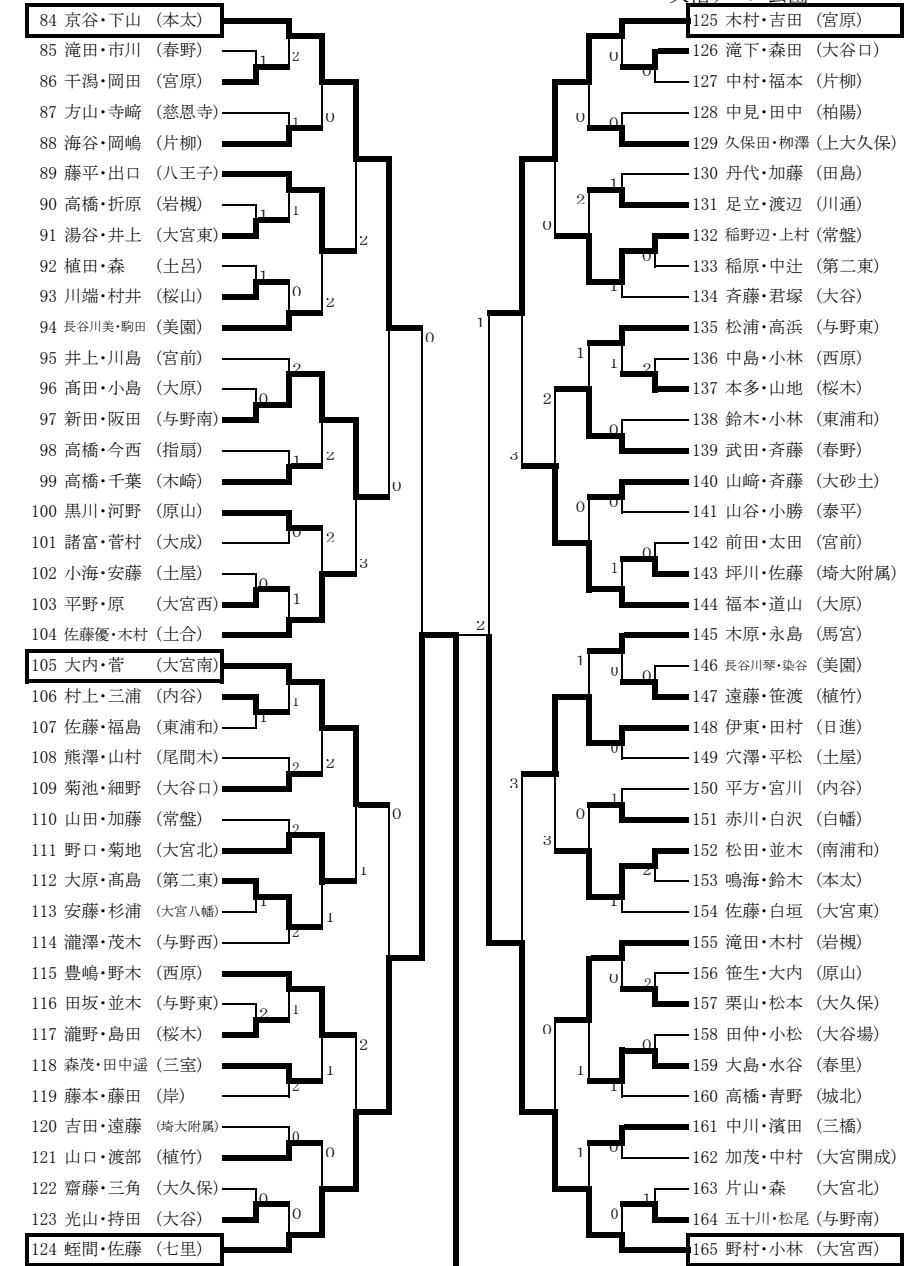 84 京谷・下山 (本太)
85 滝田・市川 (春野)
86 干潟・岡田 (宮原)
87 方山・寺﨑 (慈恩寺)
88 海谷・岡嶋 (片柳)
89 藤平・出口 (八王子)
90 高橋・折原 (岩槻)
91 湯谷・井上 (大宮東)
92 植田・森 (土呂)
93 川端・村井 (桜山)
94 長谷川美・駒田 (美園)
95 井上・川島 (宮前)
96 髙田・小島 (大原)
97 新田・阪田 (与野南)
98 高橋・今西 (指扇)
99 高橋・千葉 (木崎)
100 黒川・河野 (原山)
101 諸富・菅村 (大成)
102 小海・安藤 (土屋)
103 平野・原 (大宮西)
104 佐藤優・木村 (土合)
105 大内・菅 (大宮南)
106 村上・三浦 (内谷)
107 佐藤・福島 (東浦和)
108 熊澤・山村 (尾間木)
109 菊池・細野 (大谷口)
110 山田・加藤 (常盤)
111 野口・菊地 (大宮北)
112 大原・髙島 (第二東)
113 安藤・杉浦 (大宮八幡)
114 瀧澤・茂木 (与野西)
115 豊嶋・野木 (西原)
116 田坂・並木 (与野東)
117 瀧野・島田 (桜木)
118 森茂・田中遥 (三室)
119 藤本・藤田 (岸)
120 吉田・遠藤 (埼大附属)
121 山口・渡部 (植竹)
122 齋藤・三角 (大久保)
123 光山・持田 (大谷)
124 蛭間・佐藤 (七里)
125 木村・吉田 (宮原)
126 滝下・森田 (大谷口)
127 中村・福本 (片柳)
128 中見・田中 (柏陽)
129 久保田・栁澤 (上大久保)
130 丹代・加藤 (田島)
131 足立・渡辺 (川通)
132 稲野辺・上村 (常盤)
133 稲原・中辻 (第二東)
134 斉藤・君塚 (大谷)
135 松浦・高浜 (与野東)
136 中島・小林 (西原)
137 本多・山地 (桜木)
138 鈴木・小林 (東浦和)
139 武田・斉藤 (春野)
140 山﨑・斉藤 (大砂土)
141 山谷・小勝 (泰平)
142 前田・太田 (宮前)
143 坪川・佐藤 (埼大附属)
144 福本・道山 (大原)
145 木原・永島 (馬宮)
146 長谷川琴・染谷 (美園)
147 遠藤・笹渡 (植竹)
148 伊東・田村 (日進)
149 穴澤・平松 (土屋)
150 平方・宮川 (内谷)
151 赤川・白沢 (白幡)
152 松田・並木 (南浦和)
153 鳴海・鈴木 (本太)
154 佐藤・白垣 (大宮東)
155 滝田・木村 (岩槻)
156 笹生・大内 (原山)
157 栗山・松本 (大久保)
158 田仲・小松 (大谷場)
159 大島・水谷 (春里)
160 高橋・青野 (城北)
161 中川・濱田 (三橋)
162 加茂・中村 (大宮開成)
163 片山・森 (大宮北)
164 五十川・松尾 (与野南)
165 野村・小林 (大宮西)